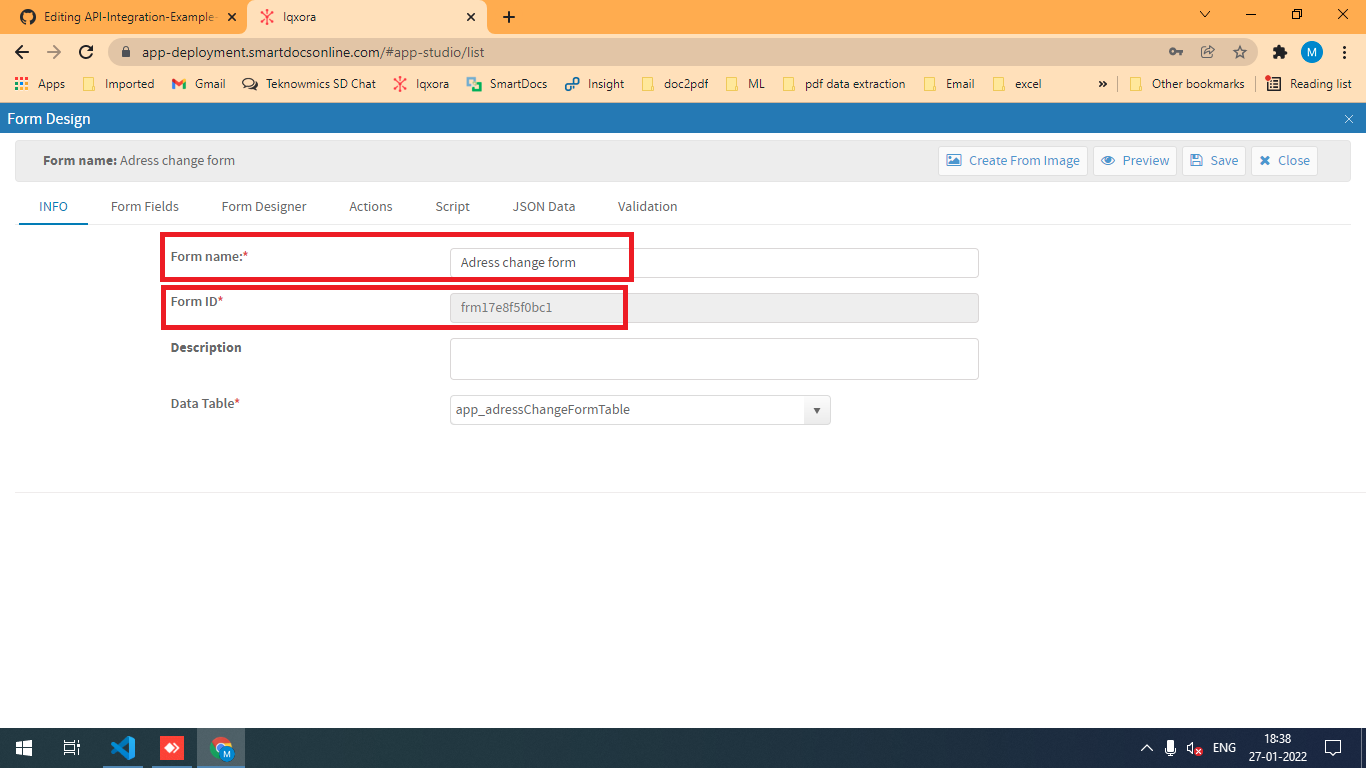 Editing API-Integration-Example-
Iqxora
app-deployment.smartdocsonline.com/#app-studio/list
M
Apps
Imported
Gmail
Teknowmics SD Chat
Iqxora
SmartDocs
Insight
doc2pdf
ML
pdf data extraction
Email
excel
»
Other bookmarks
Reading list
Form Design
Form name: Adress change form
Create From Image
Preview
Save
Close
INFO
Form Fields
Form Designer
Actions
Script
JSON Data
Validation
Form name:*
Adress change form
Form ID*
frm17e8f5f0bc1
Description
Data Table*
app_adressChangeFormTable
M
ENG
18:38
27-01-2022